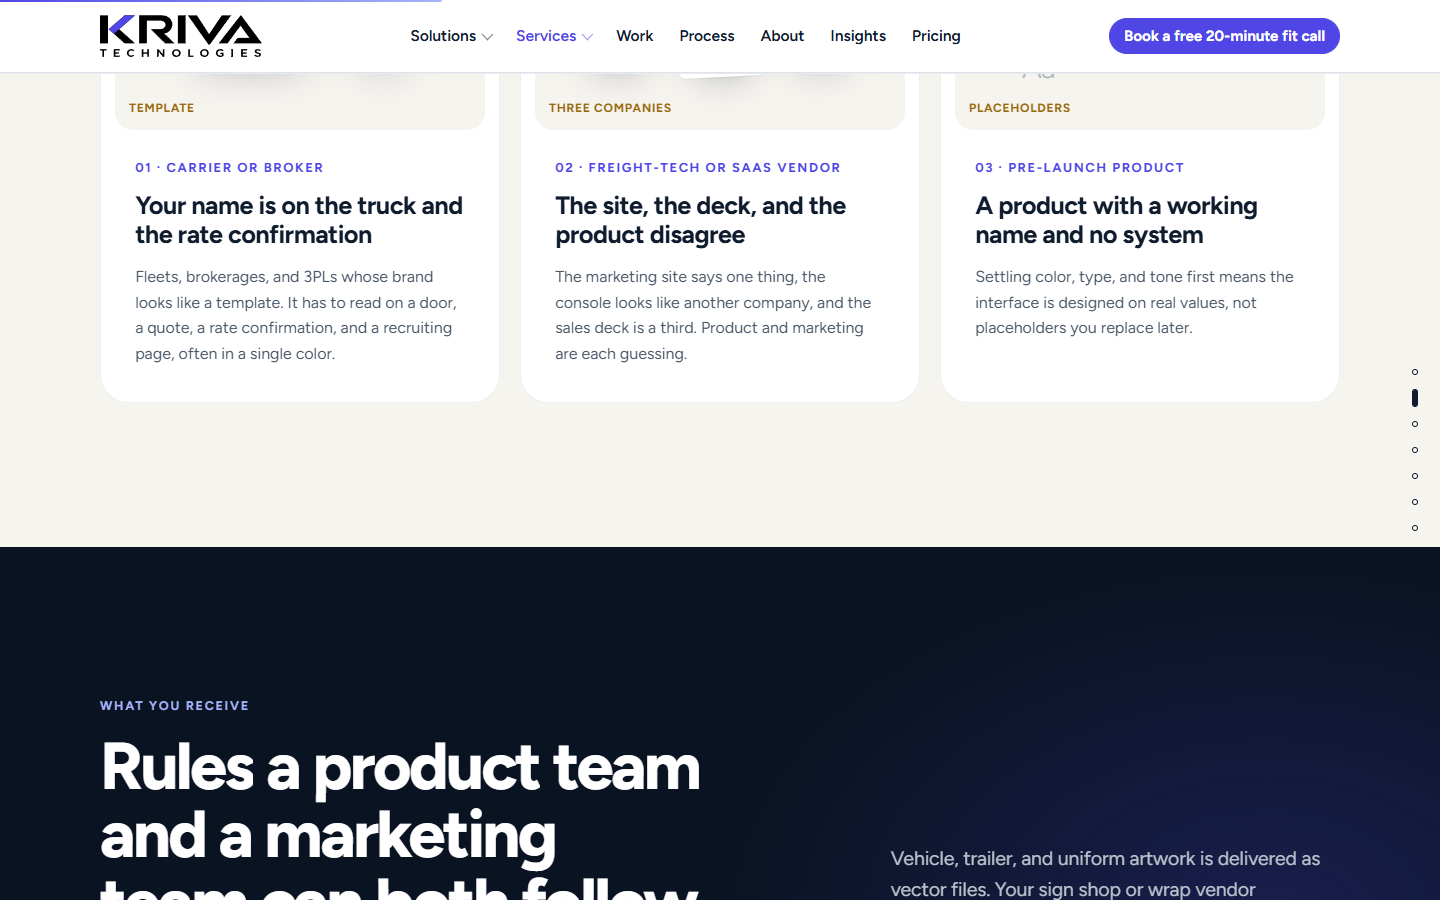 KRIVA
TECHNOLOGIES
Solutions
Services
Work
Process
About
Insights
Pricing
Book a free 20-minute fit call
TEMPLATE
THREE COMPANIES
PLACEHOLDERS
01 · CARRIER OR BROKER
Your name is on the truck and
the rate confirmation
Fleets, brokerages, and 3PLs whose brand
looks like a template. It has to read on a door,
a quote, a rate confirmation, and a recruiting
page, often in a single color.
02 · FREIGHT-TECH OR SAAS VENDOR
The site, the deck, and the
product disagree
The marketing site says one thing, the
console looks like another company, and the
sales deck is a third. Product and marketing
are each guessing.
03 · PRE-LAUNCH PRODUCT
A product with a working
name and no system
Settling color, type, and tone first means the
interface is designed on real values, not
placeholders you replace later.
WHAT YOU RECEIVE
Rules a product team
and a marketing
team can both follow
Vehicle, trailer, and uniform artwork is delivered as
vector files. Your sign shop or wrap vendor